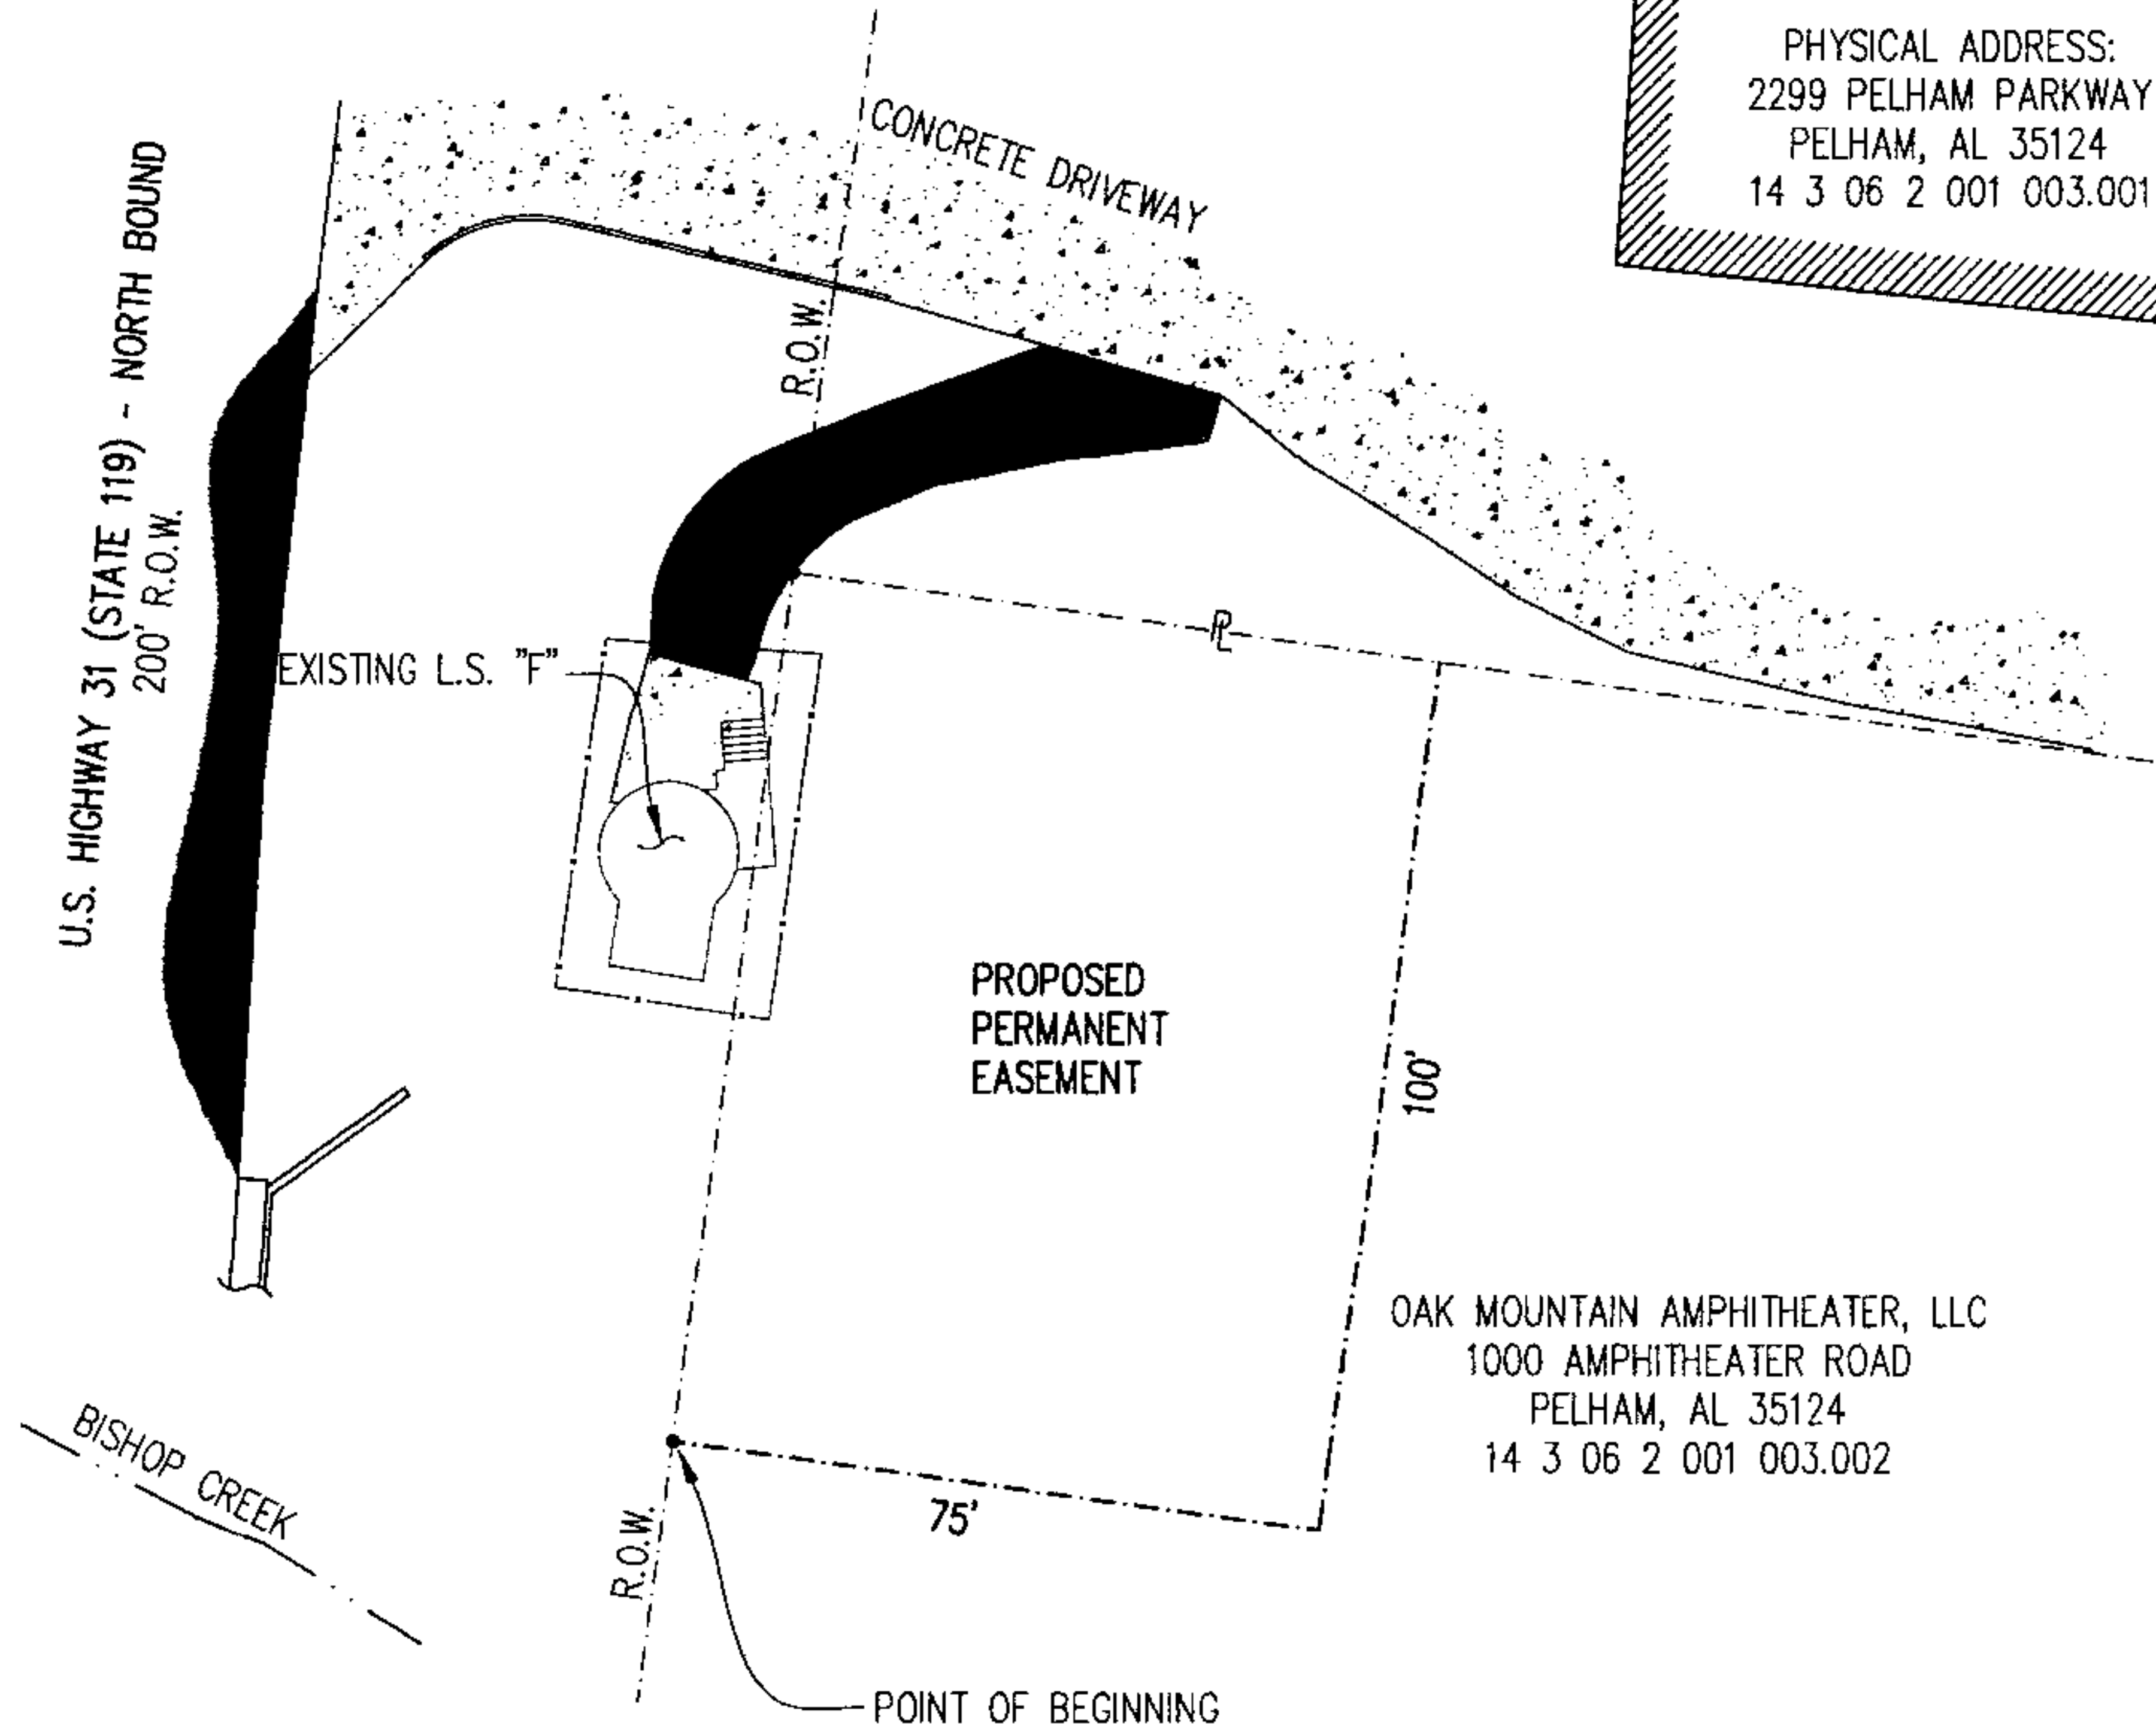 PHYSICAL ADDRESS:
2299 PELHAM PARKWAY
PELHAM, AL 35124
14 3 06 2 001 003.001
CONCRETE DRIVEWAY
U.S. HIGHWAY 31 (STATE 119) - NORTH BOUND
200' R.O.W.
R.O.W.
PL
EXISTING L.S. "F"
PROPOSED
PERMANENT
EASEMENT
100'
OAK MOUNTAIN AMPHITHEATER, LLC
1000 AMPHITHEATER ROAD
PELHAM, AL 35124
14 3 06 2 001 003.002
BISHOP CREEK
75'
R.O.W.
POINT OF BEGINNING